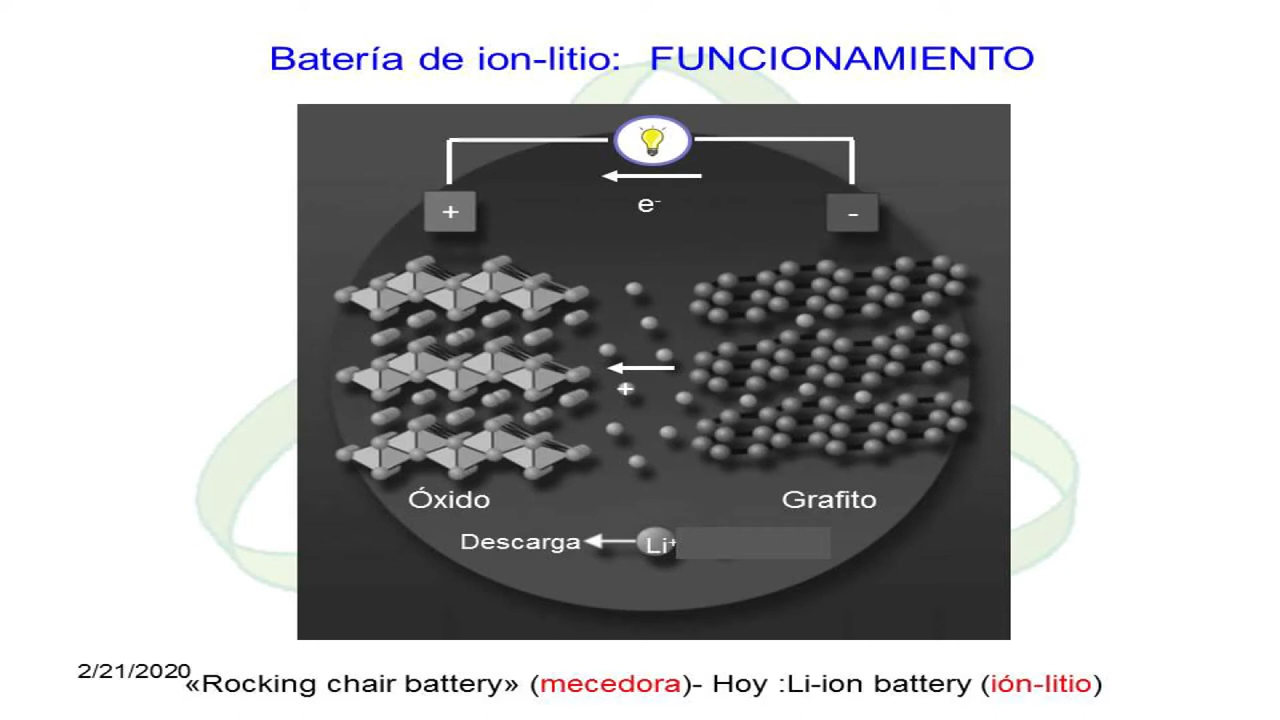 Batería de ion-litio: FUNCIONAMIENTO
e-
+
-
+
Óxido
Grafito
Descarga
Li+
2/21/2020
«Rocking chair battery» (mecedora)- Hoy :Li-ion battery (ión-litio)